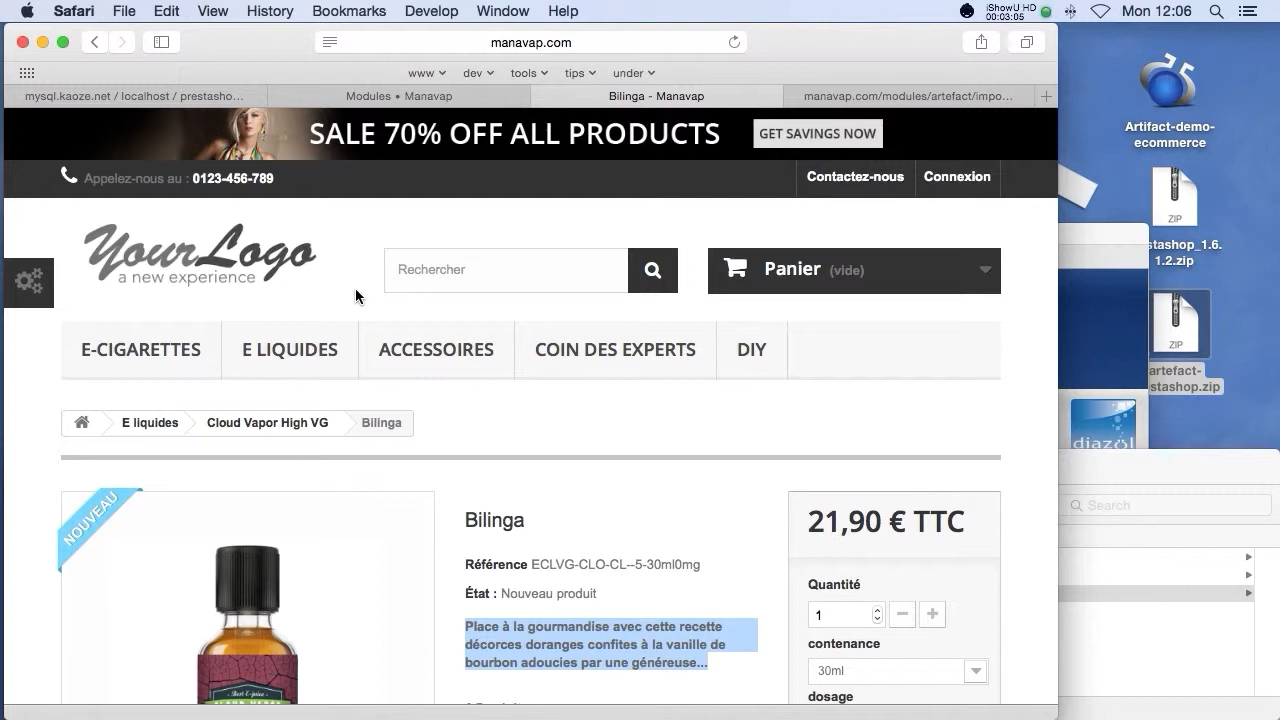 Safari File Edit View History Bookmarks Develop Window Help iShowU HD 00:03:05 Mon 12:06
manavap.com
www dev tools tips under
mysql.kaoze.net / localhost / prestasho... Modules • Manavap Bilinga - Manavap manavap.com/modules/artefact/impo...
SALE 70% OFF ALL PRODUCTS GET SAVINGS NOW
Appelez-nous au : 0123-456-789 Contactez-nous Connexion
YourLogo
a new experience
Rechercher
Panier (vide)
E-CIGARETTES E LIQUIDES ACCESSOIRES COIN DES EXPERTS DIY
E liquides Cloud Vapor High VG Bilinga
NOUVEAU
Bilinga
Référence ECLVG-CLO-CL--5-30ml0mg
État : Nouveau produit
Place à la gourmandise avec cette recette
décorces doranges confites à la vanille de
bourbon adoucies par une généreuse...
21,90 € TTC
Quantité
1
contenance
30ml
dosage
Best E-juice
Artifact-demo-
ecommerce
ZIP
stashop_1.6.
1.2.zip
ZIP
artefact-
stashop.zip
diazol
Search